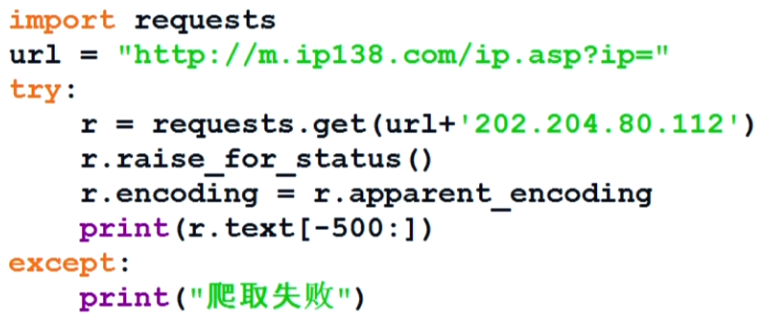 import requests
url = "http://m.ip138.com/ip.asp?ip="
try:
    r = requests.get(url+'202.204.80.112')
    r.raise_for_status()
    r.encoding = r.apparent_encoding
    print(r.text[-500:])
except:
    print("爬取失败")